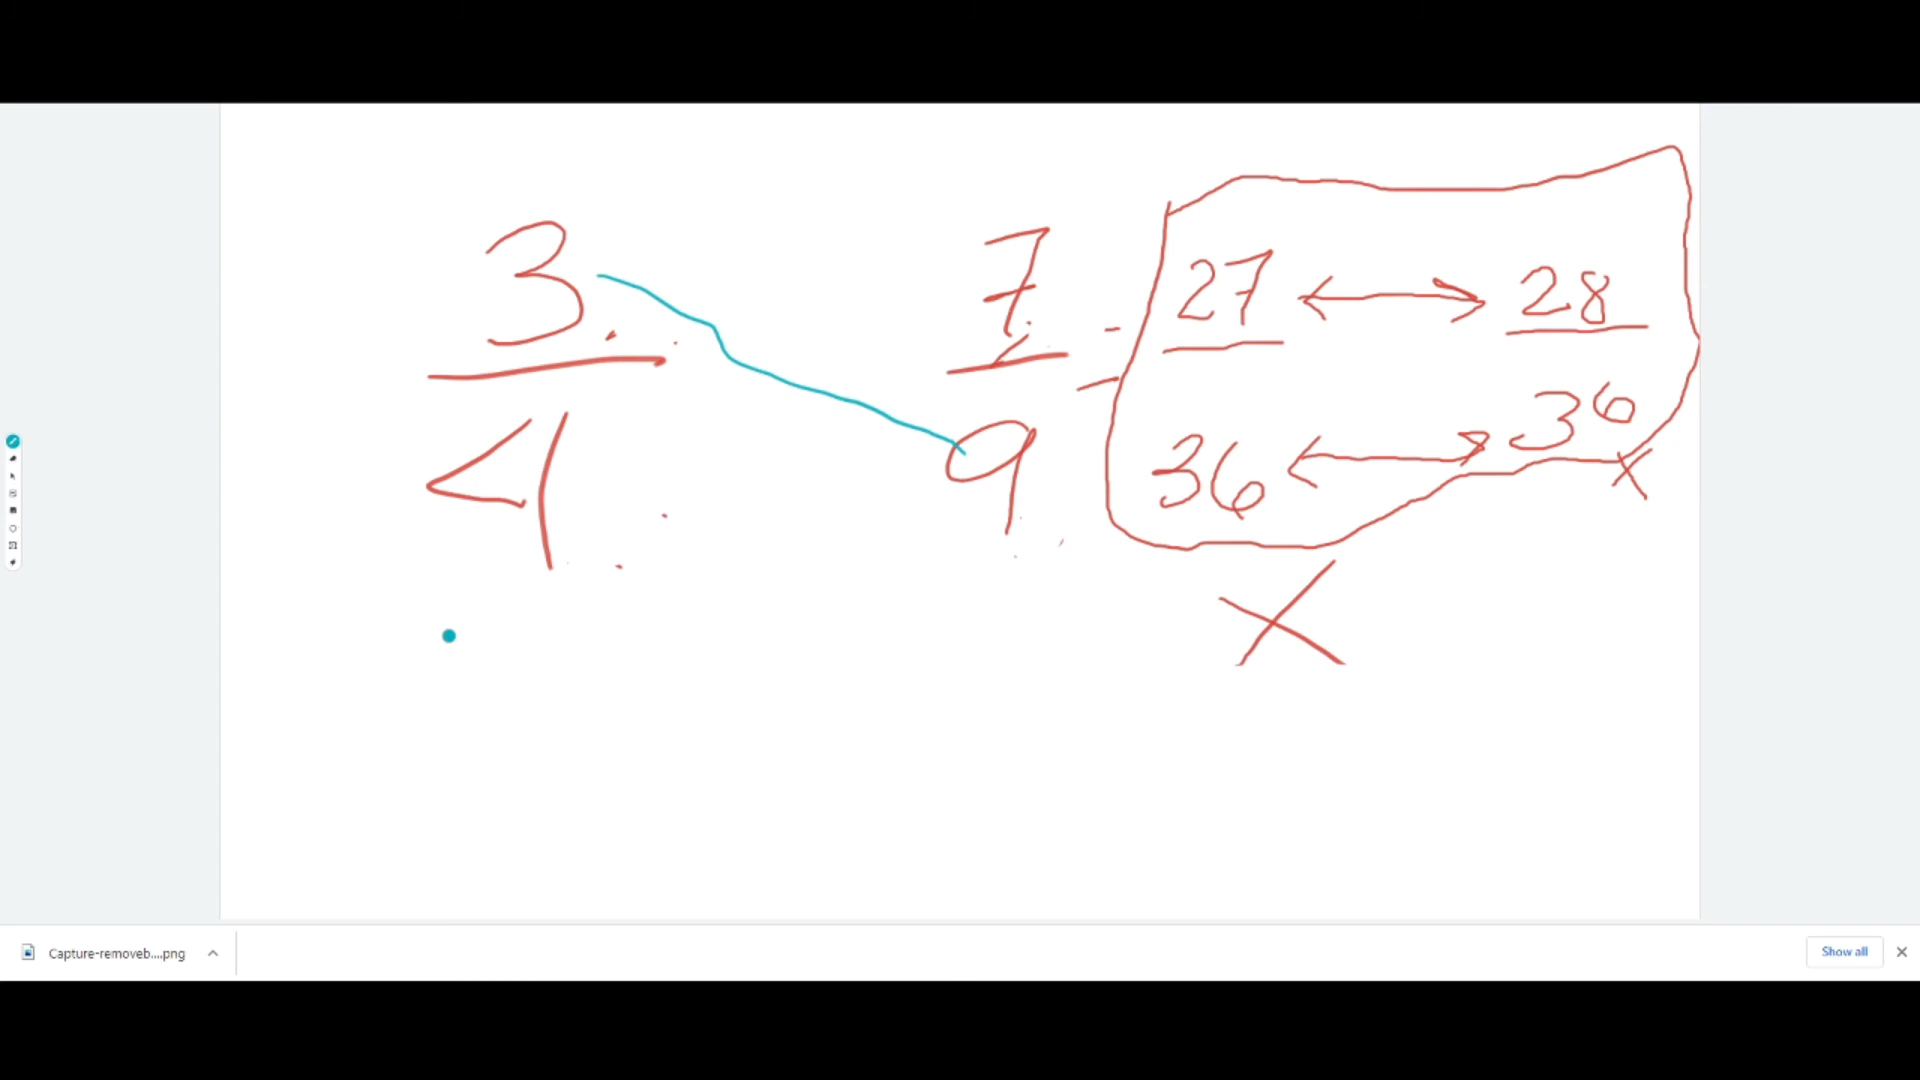 3 7 = 27 ↔ 28
4 9 36 ↔ 36
x
X
Capture-removeb....png
Show all